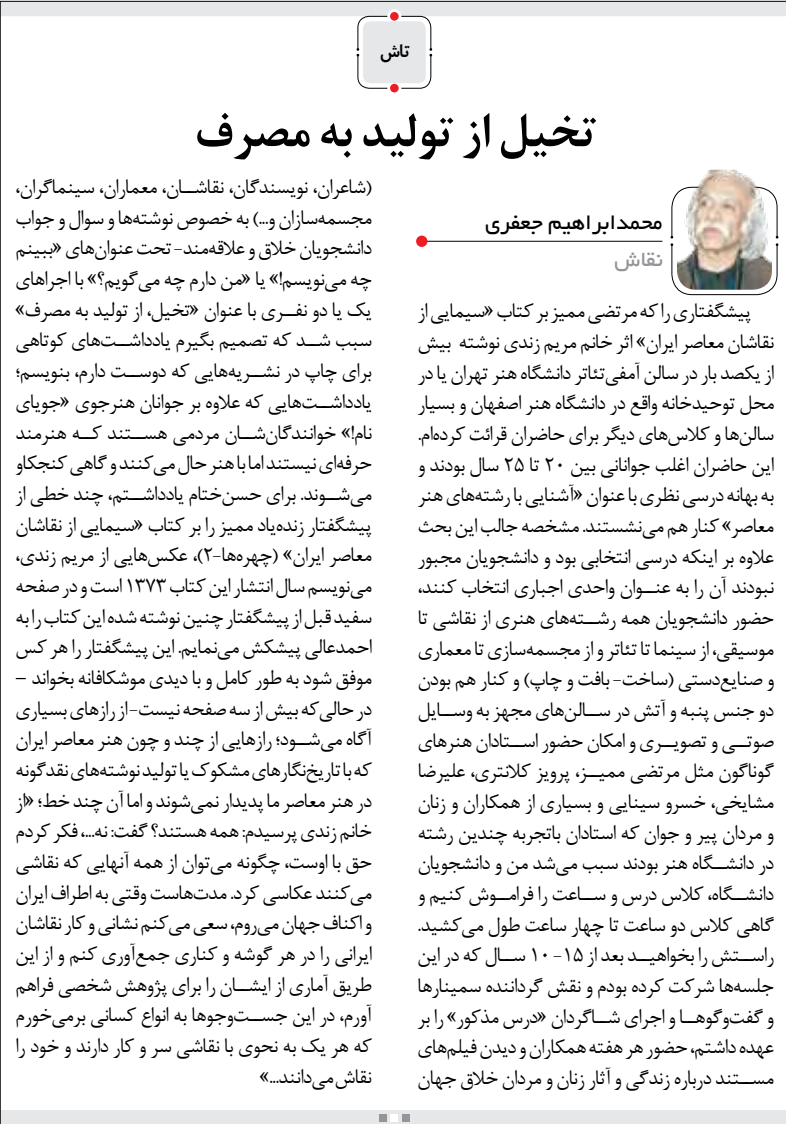 تاش
تخیل از تولید به مصرف
محمدابراهیم جعفری
نقاش
پیشگفتاری را که مرتضی ممیز بر کتاب «سیمایی از
نقاشان معاصر ایران» اثر خانم مریم زندی نوشته بیش
از یکصد بار در سالن آمفی‌تئاتر دانشگاه هنر تهران یا در
محل توحیدخانه واقع در دانشگاه هنر اصفهان و بسیار
سالن‌ها و کلاس‌های دیگر برای حاضران قرائت کرده‌ام.
این حاضران اغلب جوانانی بین ۲۰ تا ۲۵ سال بودند و
به بهانه درسی نظری با عنوان «آشنایی با رشته‌های هنر
معاصر» کنار هم می‌نشستند. مشخصه جالب این بحث
علاوه بر اینکه درسی انتخابی بود و دانشجویان مجبور
نبودند آن را به عنوان واحدی اجباری انتخاب کنند،
حضور دانشجویان همه رشته‌های هنری از نقاشی تا
موسیقی، از سینما تا تئاتر و از مجسمه‌سازی تا معماری
و صنایع‌دستی (ساخت- بافت و چاپ) و کنار هم بودن
دو جنس پنبه و آتش در سالن‌های مجهز به وسایل
صوتی و تصویری و امکان حضور استادان هنرهای
گوناگون مثل مرتضی ممیز، پرویز کلانتری، علیرضا
مشایخی، خسرو سینایی و بسیاری از همکاران و زنان
و مردان پیر و جوان که استادان باتجربه چندین رشته
در دانشگاه هنر بودند سبب می‌شد من و دانشجویان
دانشگاه، کلاس درس و ساعت را فراموش کنیم و
گاهی کلاس دو ساعت تا چهار ساعت طول می‌کشید.
راستش را بخواهید بعد از ۱۵- ۱۰ سال که در این
جلسه‌ها شرکت کرده بودم و نقش گرداننده سمینارها
و گفت‌وگوها و اجرای شاگردان «درس مذکور» را بر
عهده داشتم، حضور هر هفته همکاران و دیدن فیلم‌های
مستند درباره زندگی و آثار زنان و مردان خلاق جهان
(شاعران، نویسندگان، نقاشان، معماران، سینماگران،
مجسمه‌سازان و...) به خصوص نوشته‌ها و سوال و جواب
دانشجویان خلاق و علاقه‌مند- تحت عنوان‌های «ببینم
چه می‌نویسم!» یا «من دارم چه می‌گویم؟» با اجراهای
یک یا دو نفری با عنوان «تخیل، از تولید به مصرف»
سبب شد که تصمیم بگیرم یادداشت‌های کوتاهی
برای چاپ در نشریه‌هایی که دوست دارم، بنویسم؛
یادداشت‌هایی که علاوه بر جوانان هنرجوی «جویای
نام!» خوانندگان‌شان مردمی هستند که هنرمند
حرفه‌ای نیستند اما با هنر حال می‌کنند و گاهی کنجکاو
می‌شوند. برای حسن‌ختام یادداشتم، چند خطی از
پیشگفتار زنده‌یاد ممیز را بر کتاب «سیمایی از نقاشان
معاصر ایران» (چهره‌ها-۲)، عکس‌هایی از مریم زندی،
می‌نویسم سال انتشار این کتاب ۱۳۷۳ است و در صفحه
سفید قبل از پیشگفتار چنین نوشته شده این کتاب را به
احمدعالی پیشکش می‌نمایم. این پیشگفتار را هر کس
موفق شود به طور کامل و با دیدی موشکافانه بخواند –
در حالی که بیش از سه صفحه نیست- از رازهای بسیاری
آگاه می‌شود؛ رازهایی از چند و چون هنر معاصر ایران
که با تاریخ‌نگارهای مشکوک یا تولید نوشته‌های نقدگونه
در هنر معاصر ما پدیدار نمی‌شوند و اما آن چند خط؛ «از
خانم زندی پرسیدم: همه هستند؟ گفت: نه...، فکر کردم
حق با اوست، چگونه می‌توان از همه آنهایی که نقاشی
می‌کنند عکاسی کرد. مدت‌هاست وقتی به اطراف ایران
و اکناف جهان می‌روم، سعی می‌کنم نشانی و کار نقاشان
ایرانی را در هر گوشه و کناری جمع‌آوری کنم و از این
طریق آماری از ایشان را برای پژوهش شخصی فراهم
آورم، در این جست‌وجوها به انواع کسانی برمی‌خورم
که هر یک به نحوی با نقاشی سر و کار دارند و خود را
نقاش می‌دانند...»